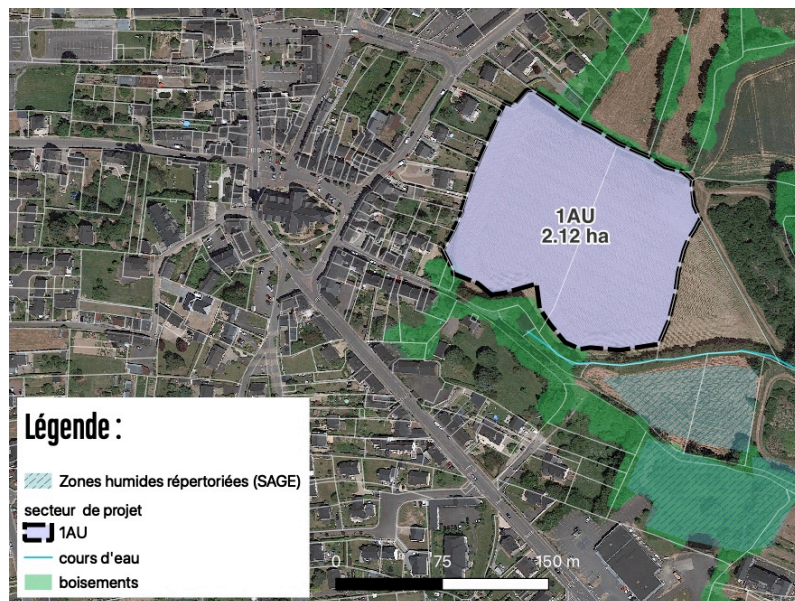 1AU
2.12 ha
Légende :
Zones humides répertoriées (SAGE)
secteur de projet
1AU
cours d'eau
boisements
0 75 150 m